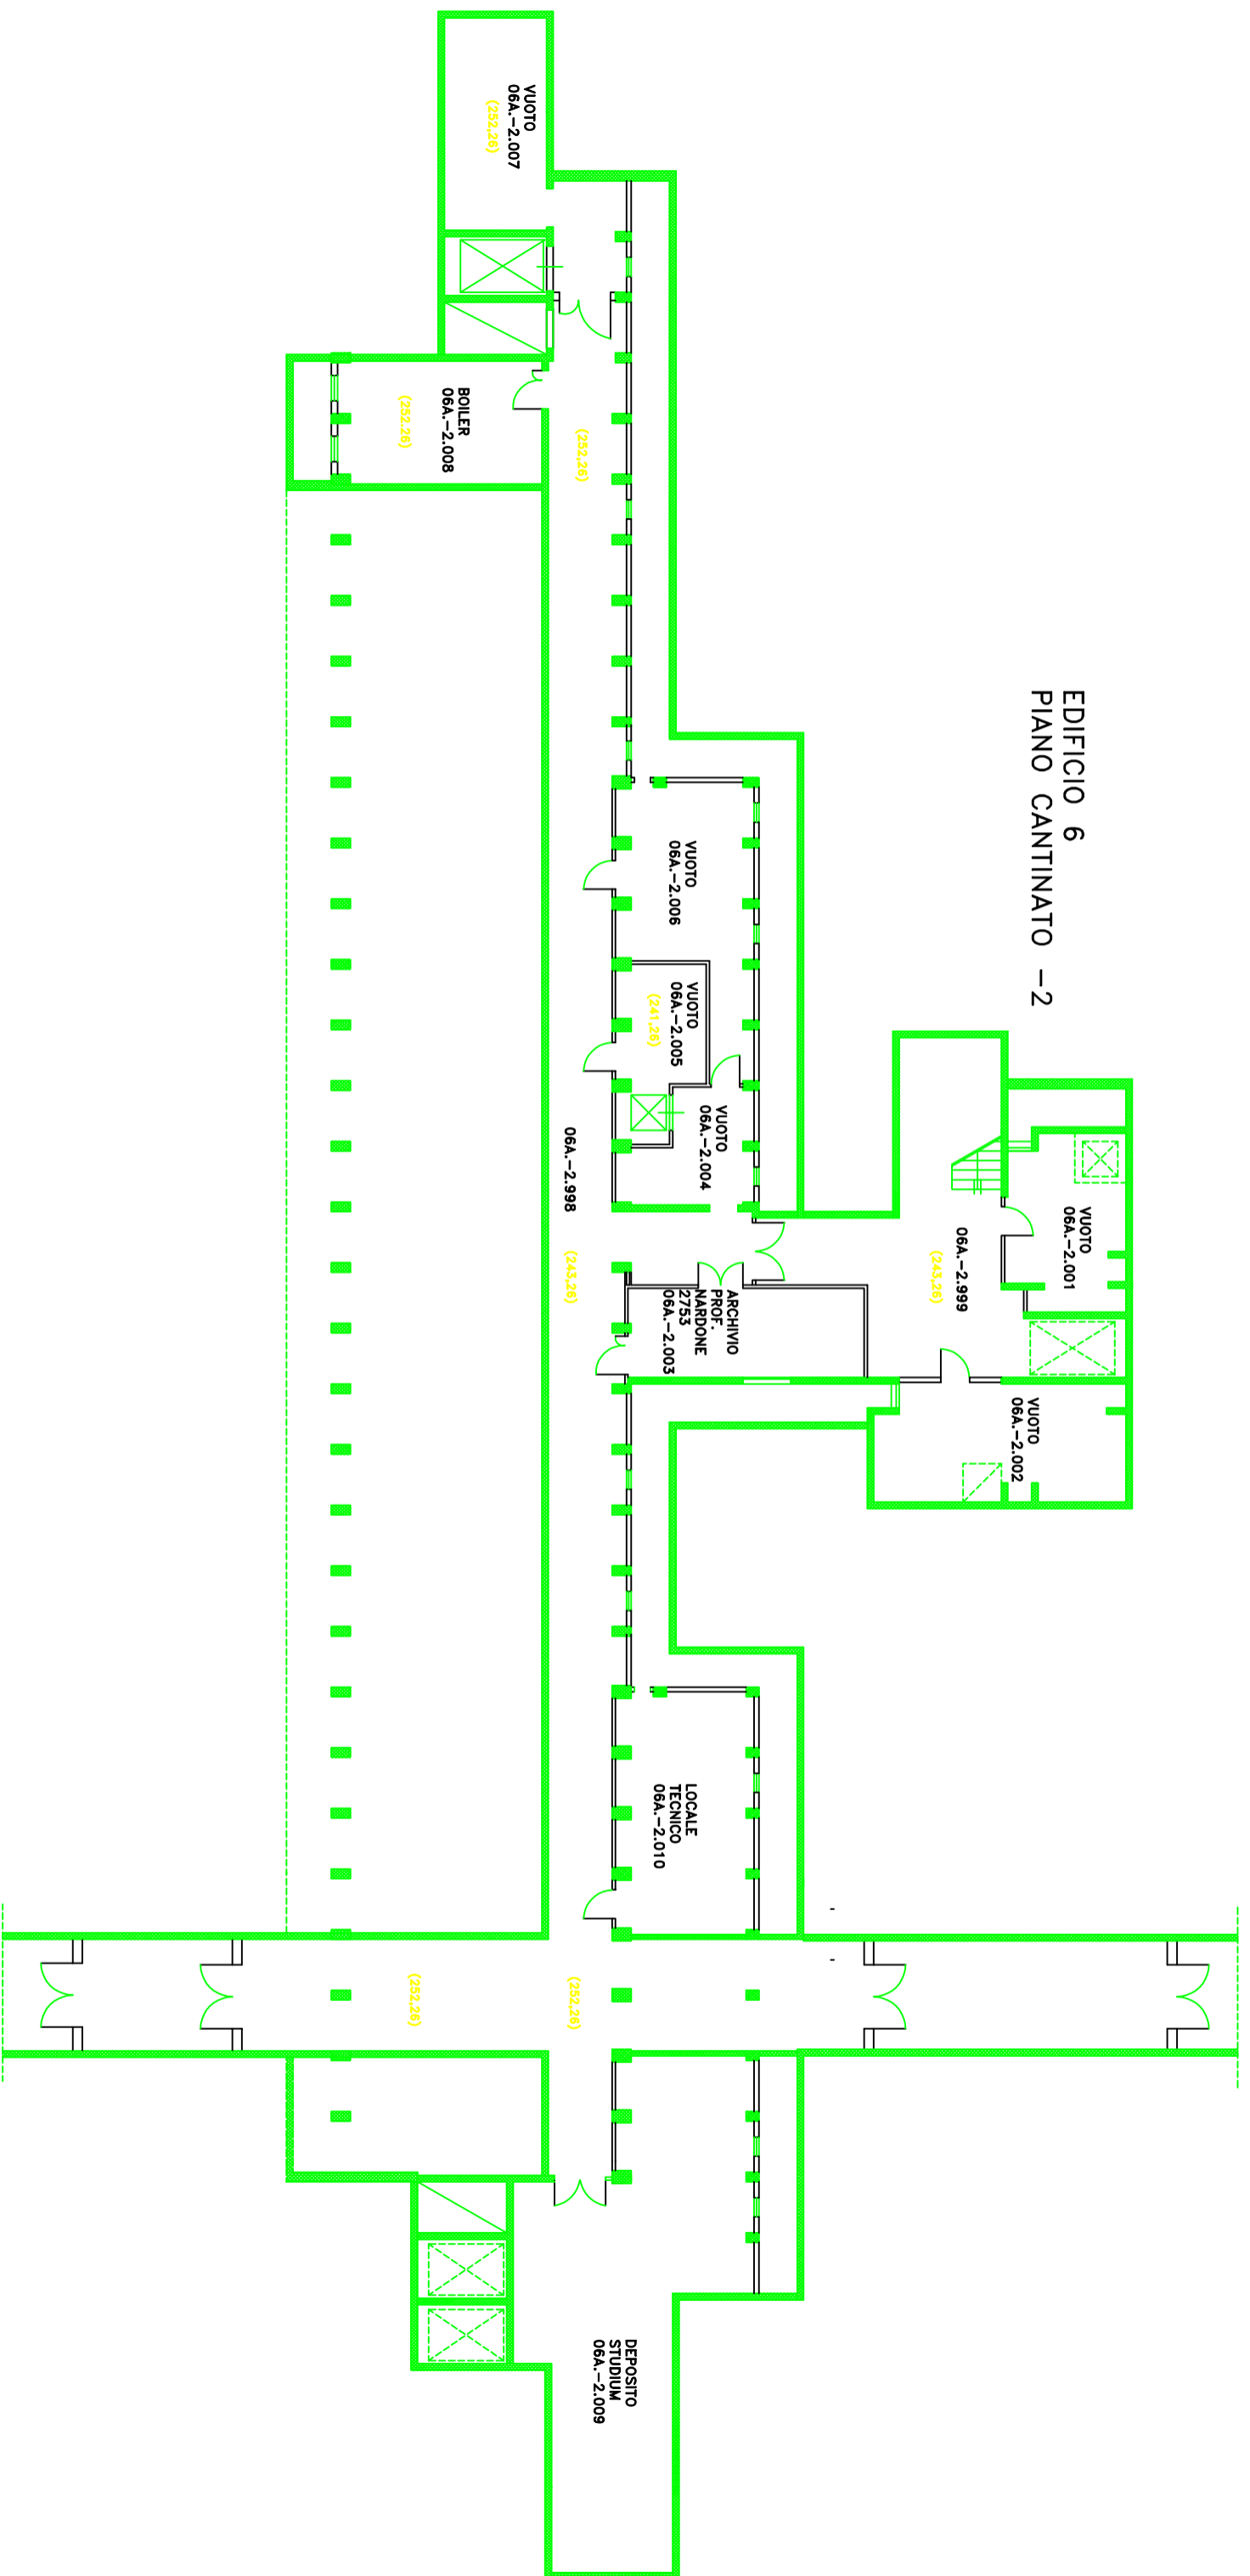 EDIFICIO 6
PIANO CANTINATO -2
VUOTO
06A.-2.007
(252,26)
BOILER
06A.-2.008
(252,26)
(252,26)
VUOTO
06A.-2.006
VUOTO
06A.-2.005
(241,26)
VUOTO
06A.-2.004
06A.-2.998
(243,26)
VUOTO
06A.-2.001
06A.-2.999
(243,26)
ARCHIVIO
PROF.
NARDONE
2753
06A.-2.003
VUOTO
06A.-2.002
LOCALE
TECNICO
06A.-2.010
(252,26)
(252,26)
DEPOSITO
STUDIUM
06A.-2.009